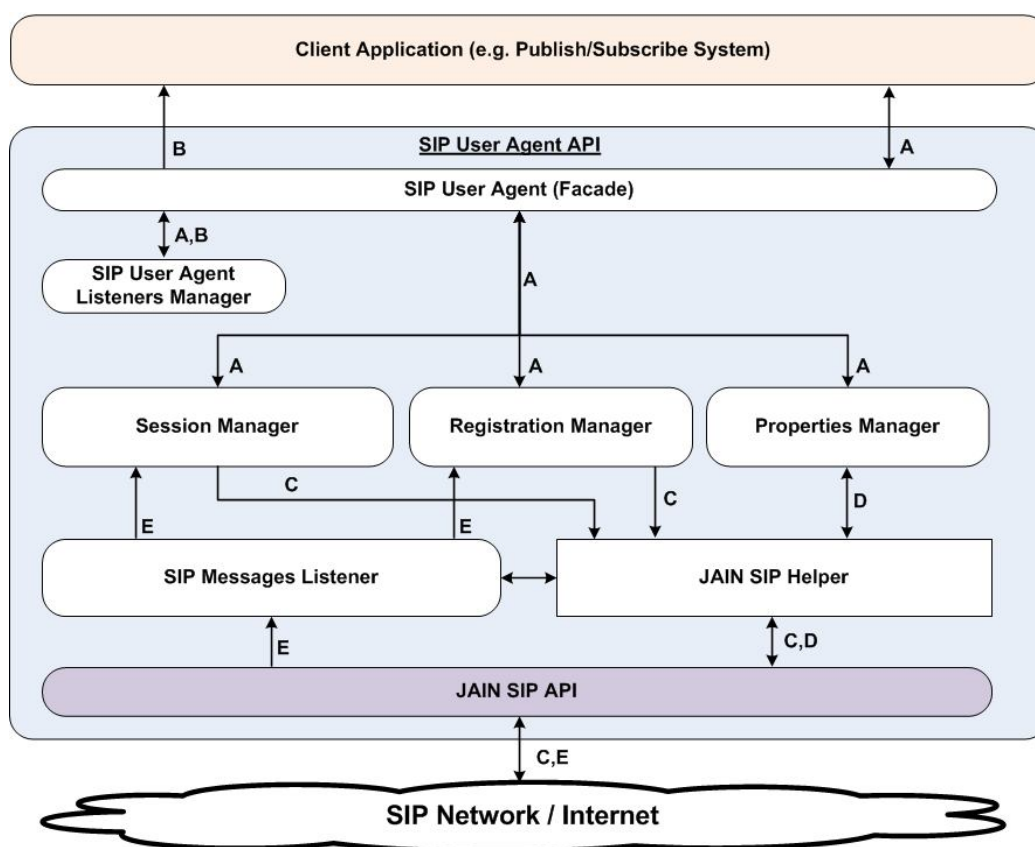 Client Application (e.g. Publish/Subscribe System)
B
SIP User Agent API
A
SIP User Agent (Facade)
A,B
SIP User Agent
Listeners Manager
A
A
A
A
Session Manager
Registration Manager
Properties Manager
C
C
D
E
E
SIP Messages Listener
JAIN SIP Helper
E
C,D
JAIN SIP API
C,E
SIP Network / Internet